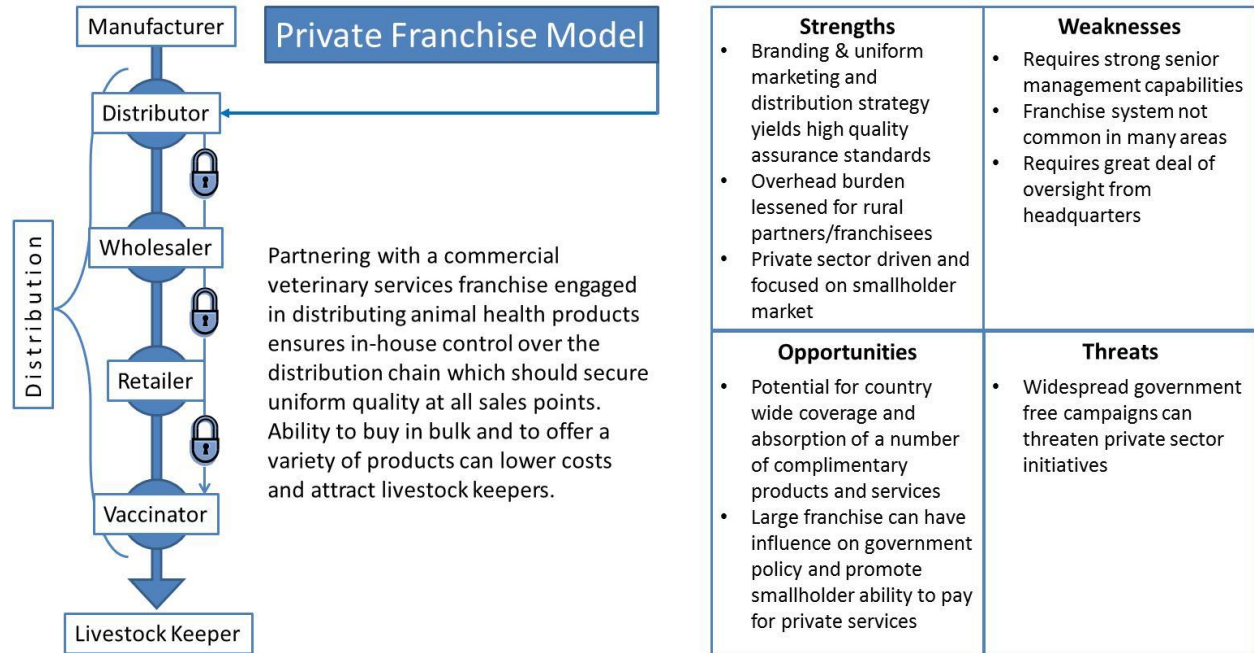 Private Franchise Model
Manufacturer
Distributor
Wholesaler
Retailer
Vaccinator
Livestock Keeper
Distribution
Partnering with a commercial
veterinary services franchise engaged
in distributing animal health products
ensures in-house control over the
distribution chain which should secure
uniform quality at all sales points.
Ability to buy in bulk and to offer a
variety of products can lower costs
and attract livestock keepers.
Strengths
• Branding & uniform
marketing and
distribution strategy
yields high quality
assurance standards
• Overhead burden
lessened for rural
partners/franchisees
• Private sector driven and
focused on smallholder
market
Weaknesses
• Requires strong senior
management capabilities
• Franchise system not
common in many areas
• Requires great deal of
oversight from
headquarters
Opportunities
• Potential for country
wide coverage and
absorption of a number
of complimentary
products and services
• Large franchise can have
influence on government
policy and promote
smallholder ability to pay
for private services
Threats
• Widespread government
free campaigns can
threaten private sector
initiatives